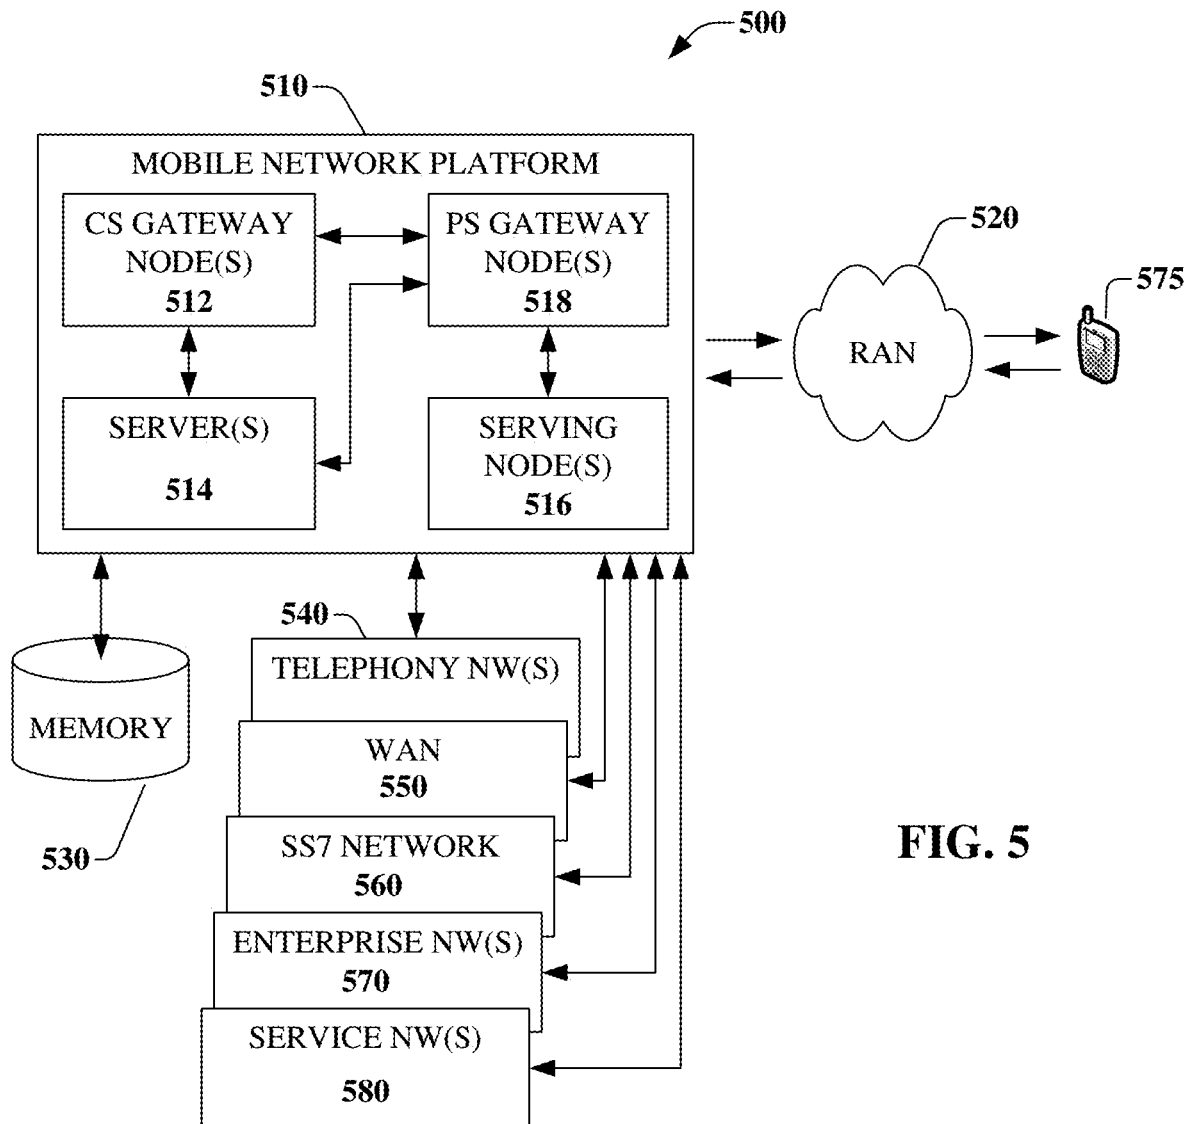 500
510
MOBILE NETWORK PLATFORM
CS GATEWAY
NODE(S)
512
PS GATEWAY
NODE(S)
518
SERVER(S)
514
SERVING
NODE(S)
516
520
RAN
575
540
TELEPHONY NW(S)
MEMORY
530
WAN
550
SS7 NETWORK
560
ENTERPRISE NW(S)
570
SERVICE NW(S)
580
FIG. 5